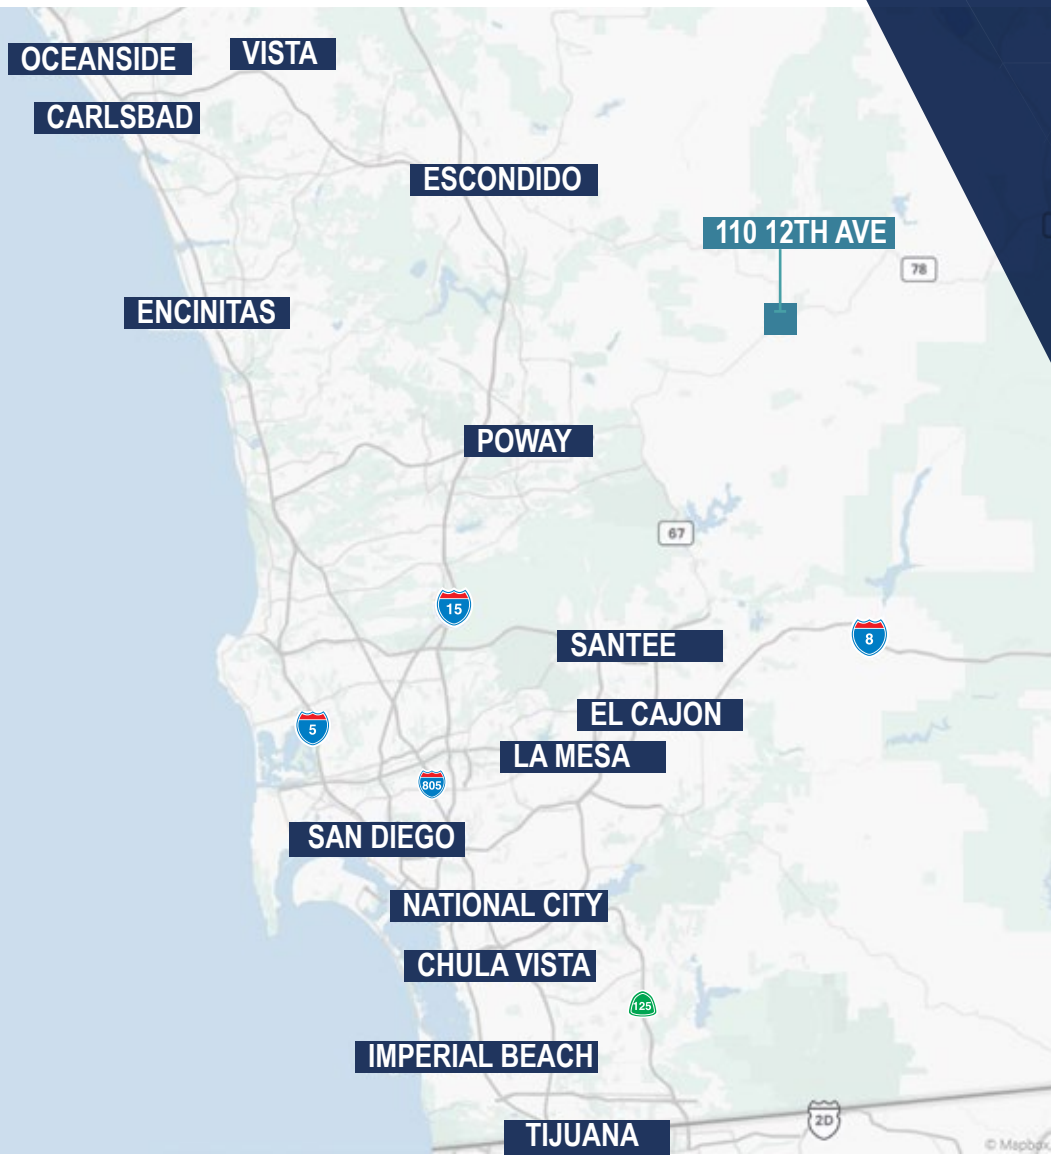 OCEANSIDE
VISTA
CARLSBAD
ESCONDIDO
110 12TH AVE
78
ENCINITAS
POWAY
67
15
SANTEE
8
EL CAJON
5
LA MESA
805
SAN DIEGO
NATIONAL CITY
CHULA VISTA
125
IMPERIAL BEACH
2D
TIJUANA
© Mapbox